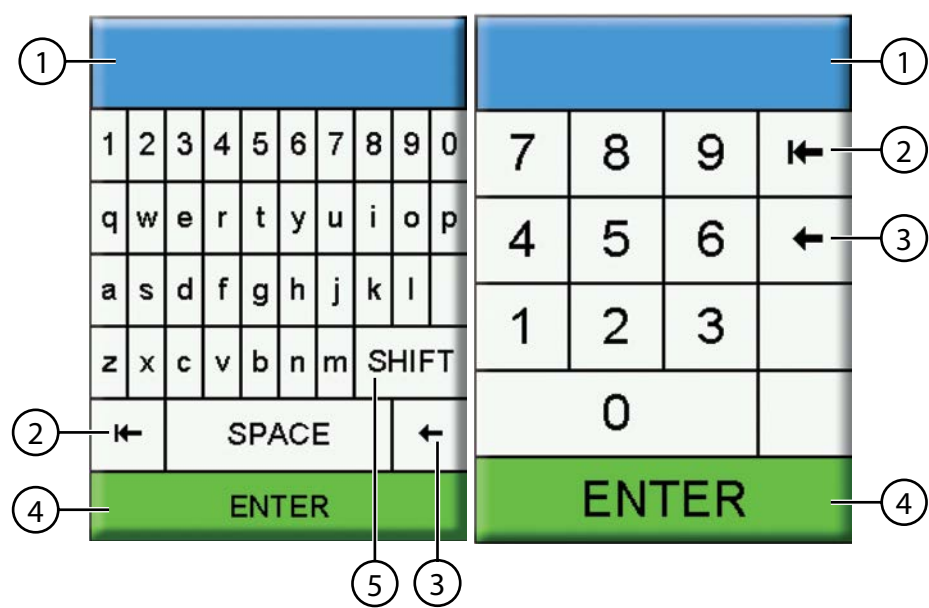 1
1 2 3 4 5 6 7 8 9 0
q w e r t y u i o p
a s d f g h j k l
z x c v b n m SHIFT
2 SPACE
4 ENTER
5 3
1
7 8 9 2
4 5 6 3
1 2 3
0
ENTER 4